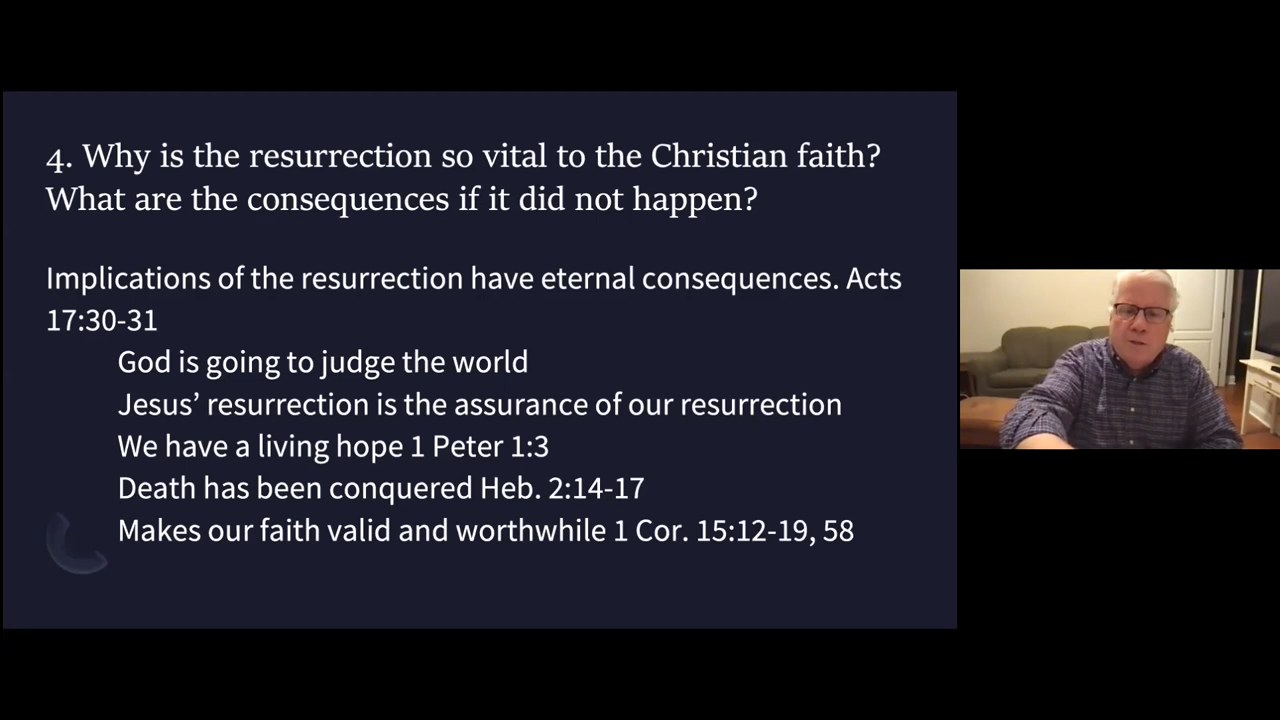 4. Why is the resurrection so vital to the Christian faith?
What are the consequences if it did not happen?
Implications of the resurrection have eternal consequences. Acts
17:30-31
God is going to judge the world
Jesus’ resurrection is the assurance of our resurrection
We have a living hope 1 Peter 1:3
Death has been conquered Heb. 2:14-17
Makes our faith valid and worthwhile 1 Cor. 15:12-19, 58